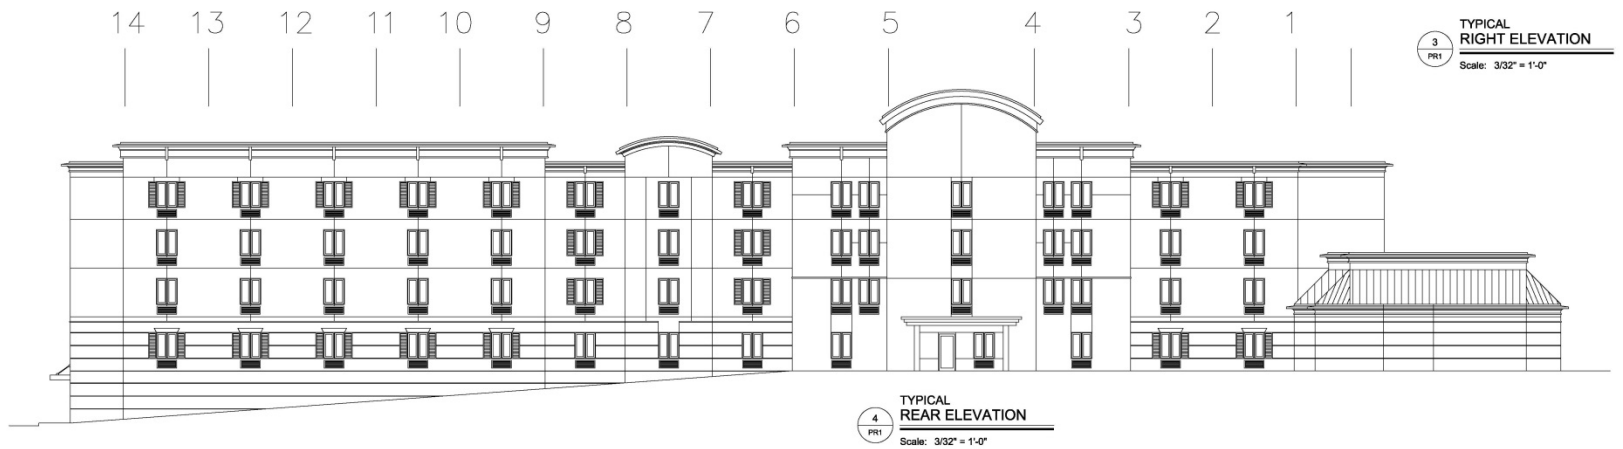 14 13 12 11 10 9 8 7 6 5 4 3 2 1
3
PR1
TYPICAL
RIGHT ELEVATION
Scale: 3/32" = 1'-0"
4
PR1
TYPICAL
REAR ELEVATION
Scale: 3/32" = 1'-0"